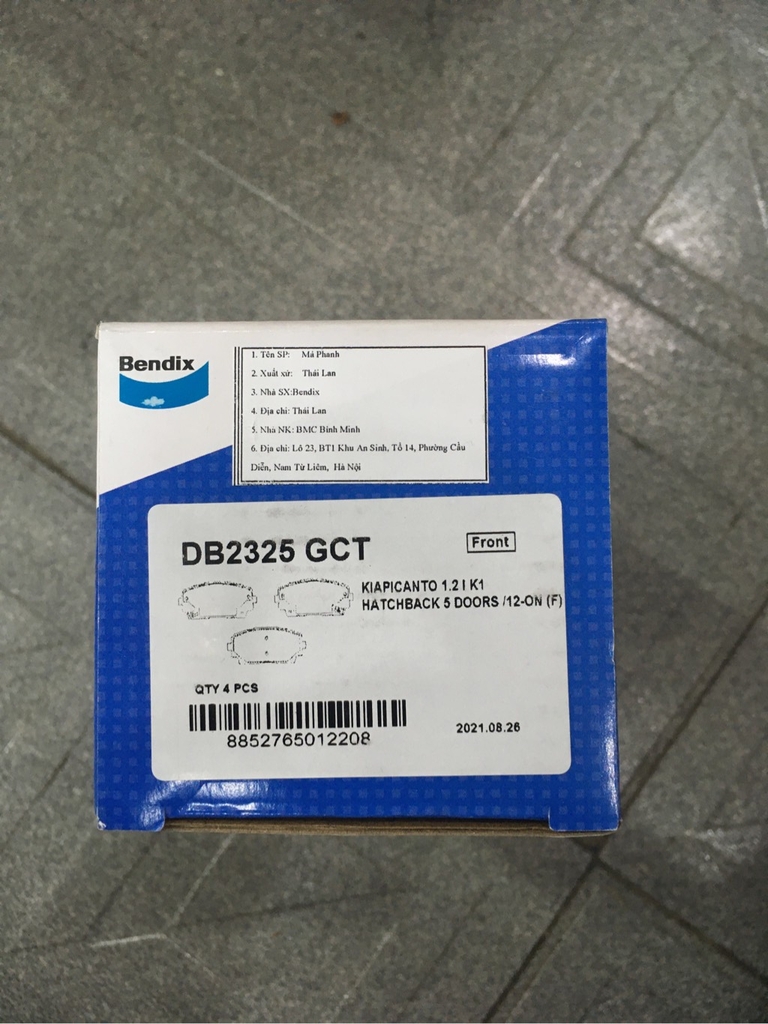 Bendix
1. Tên SP: Má Phanh
2. Xuất xứ: Thái Lan
3. Nhà SX:Bendix
4. Địa chỉ: Thái Lan
5. Nhà NK: BMC Bình Minh
6. Địa chỉ: Lô 23, BT1 Khu An Sinh, Tổ 14, Phường Cầu
Diễn, Nam Từ Liêm, Hà Nội
DB2325 GCT
Front
KIAPICANTO 1.2 I K1
HATCHBACK 5 DOORS /12-ON (F)
QTY 4 PCS
8852765012208
2021.08.26